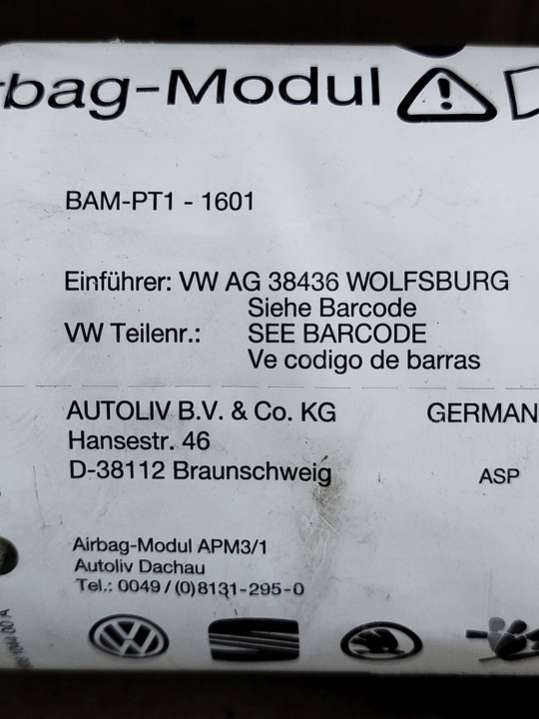 rbag-Modul
BAM-PT1 - 1601
Einführer: VW AG 38436 WOLFSBURG
Siehe Barcode
VW Teilenr.: SEE BARCODE
Ve codigo de barras
AUTOLIV B.V. & Co. KG GERMAN
Hansestr. 46
D-38112 Braunschweig
ASP
Airbag-Modul APM3/1
Autoliv Dachau
Tel.: 0049 / (0)8131-295-0